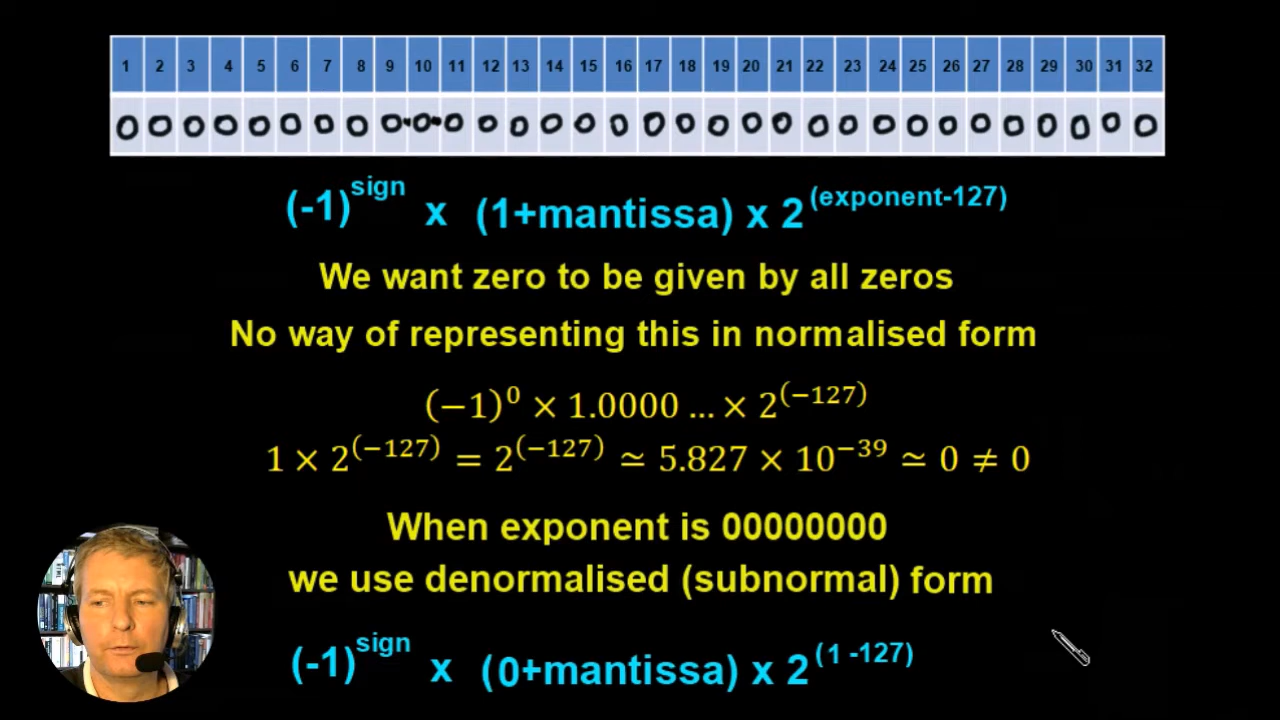 1 2 3 4 5 6 7 8 9 10 11 12 13 14 15 16 17 18 19 20 21 22 23 24 25 26 27 28 29 30 31 32
0 0 0 0 0 0 0 0 0 0 0 0 0 0 0 0 0 0 0 0 0 0 0 0 0 0 0 0 0 0 0 0
(-1)^sign x (1+mantissa) x 2^(exponent-127)
We want zero to be given by all zeros
No way of representing this in normalised form
(−1)^0 × 1.0000 … × 2^(−127)
1 × 2^(−127) = 2^(−127) ≃ 5.827 × 10^−39 ≃ 0 ≠ 0
When exponent is 00000000
we use denormalised (subnormal) form
(-1)^sign x (0+mantissa) x 2^(1 -127)